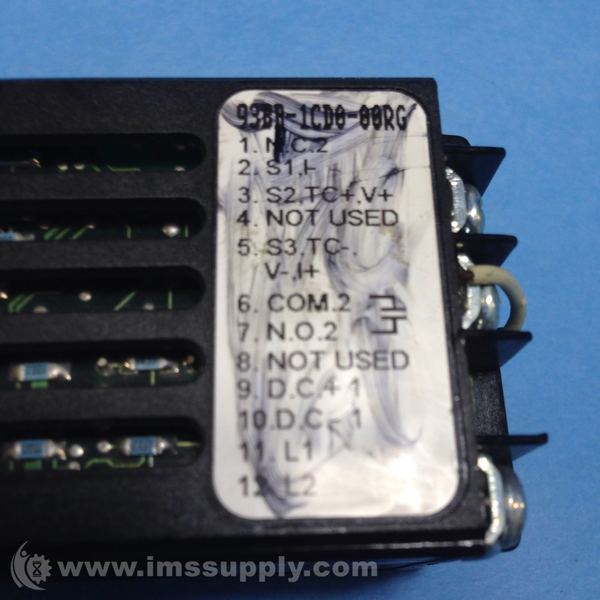 93BB-1CD0-00RG
1. N.C.2
2. S1,I-
3. S2,TC+,V+
4. NOT USED
5. S3,TC-,
V-,I+
6. COM.2
7. N.O.2
8. NOT USED
9. D.C.+ 1
10. D.C.- 1
11. L1
12. L2
www.imssupply.com